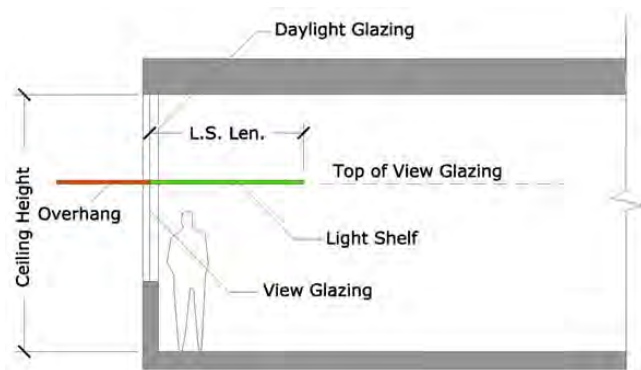 Daylight Glazing
L.S. Len.
Top of View Glazing
Overhang
Light Shelf
View Glazing
Ceiling Height